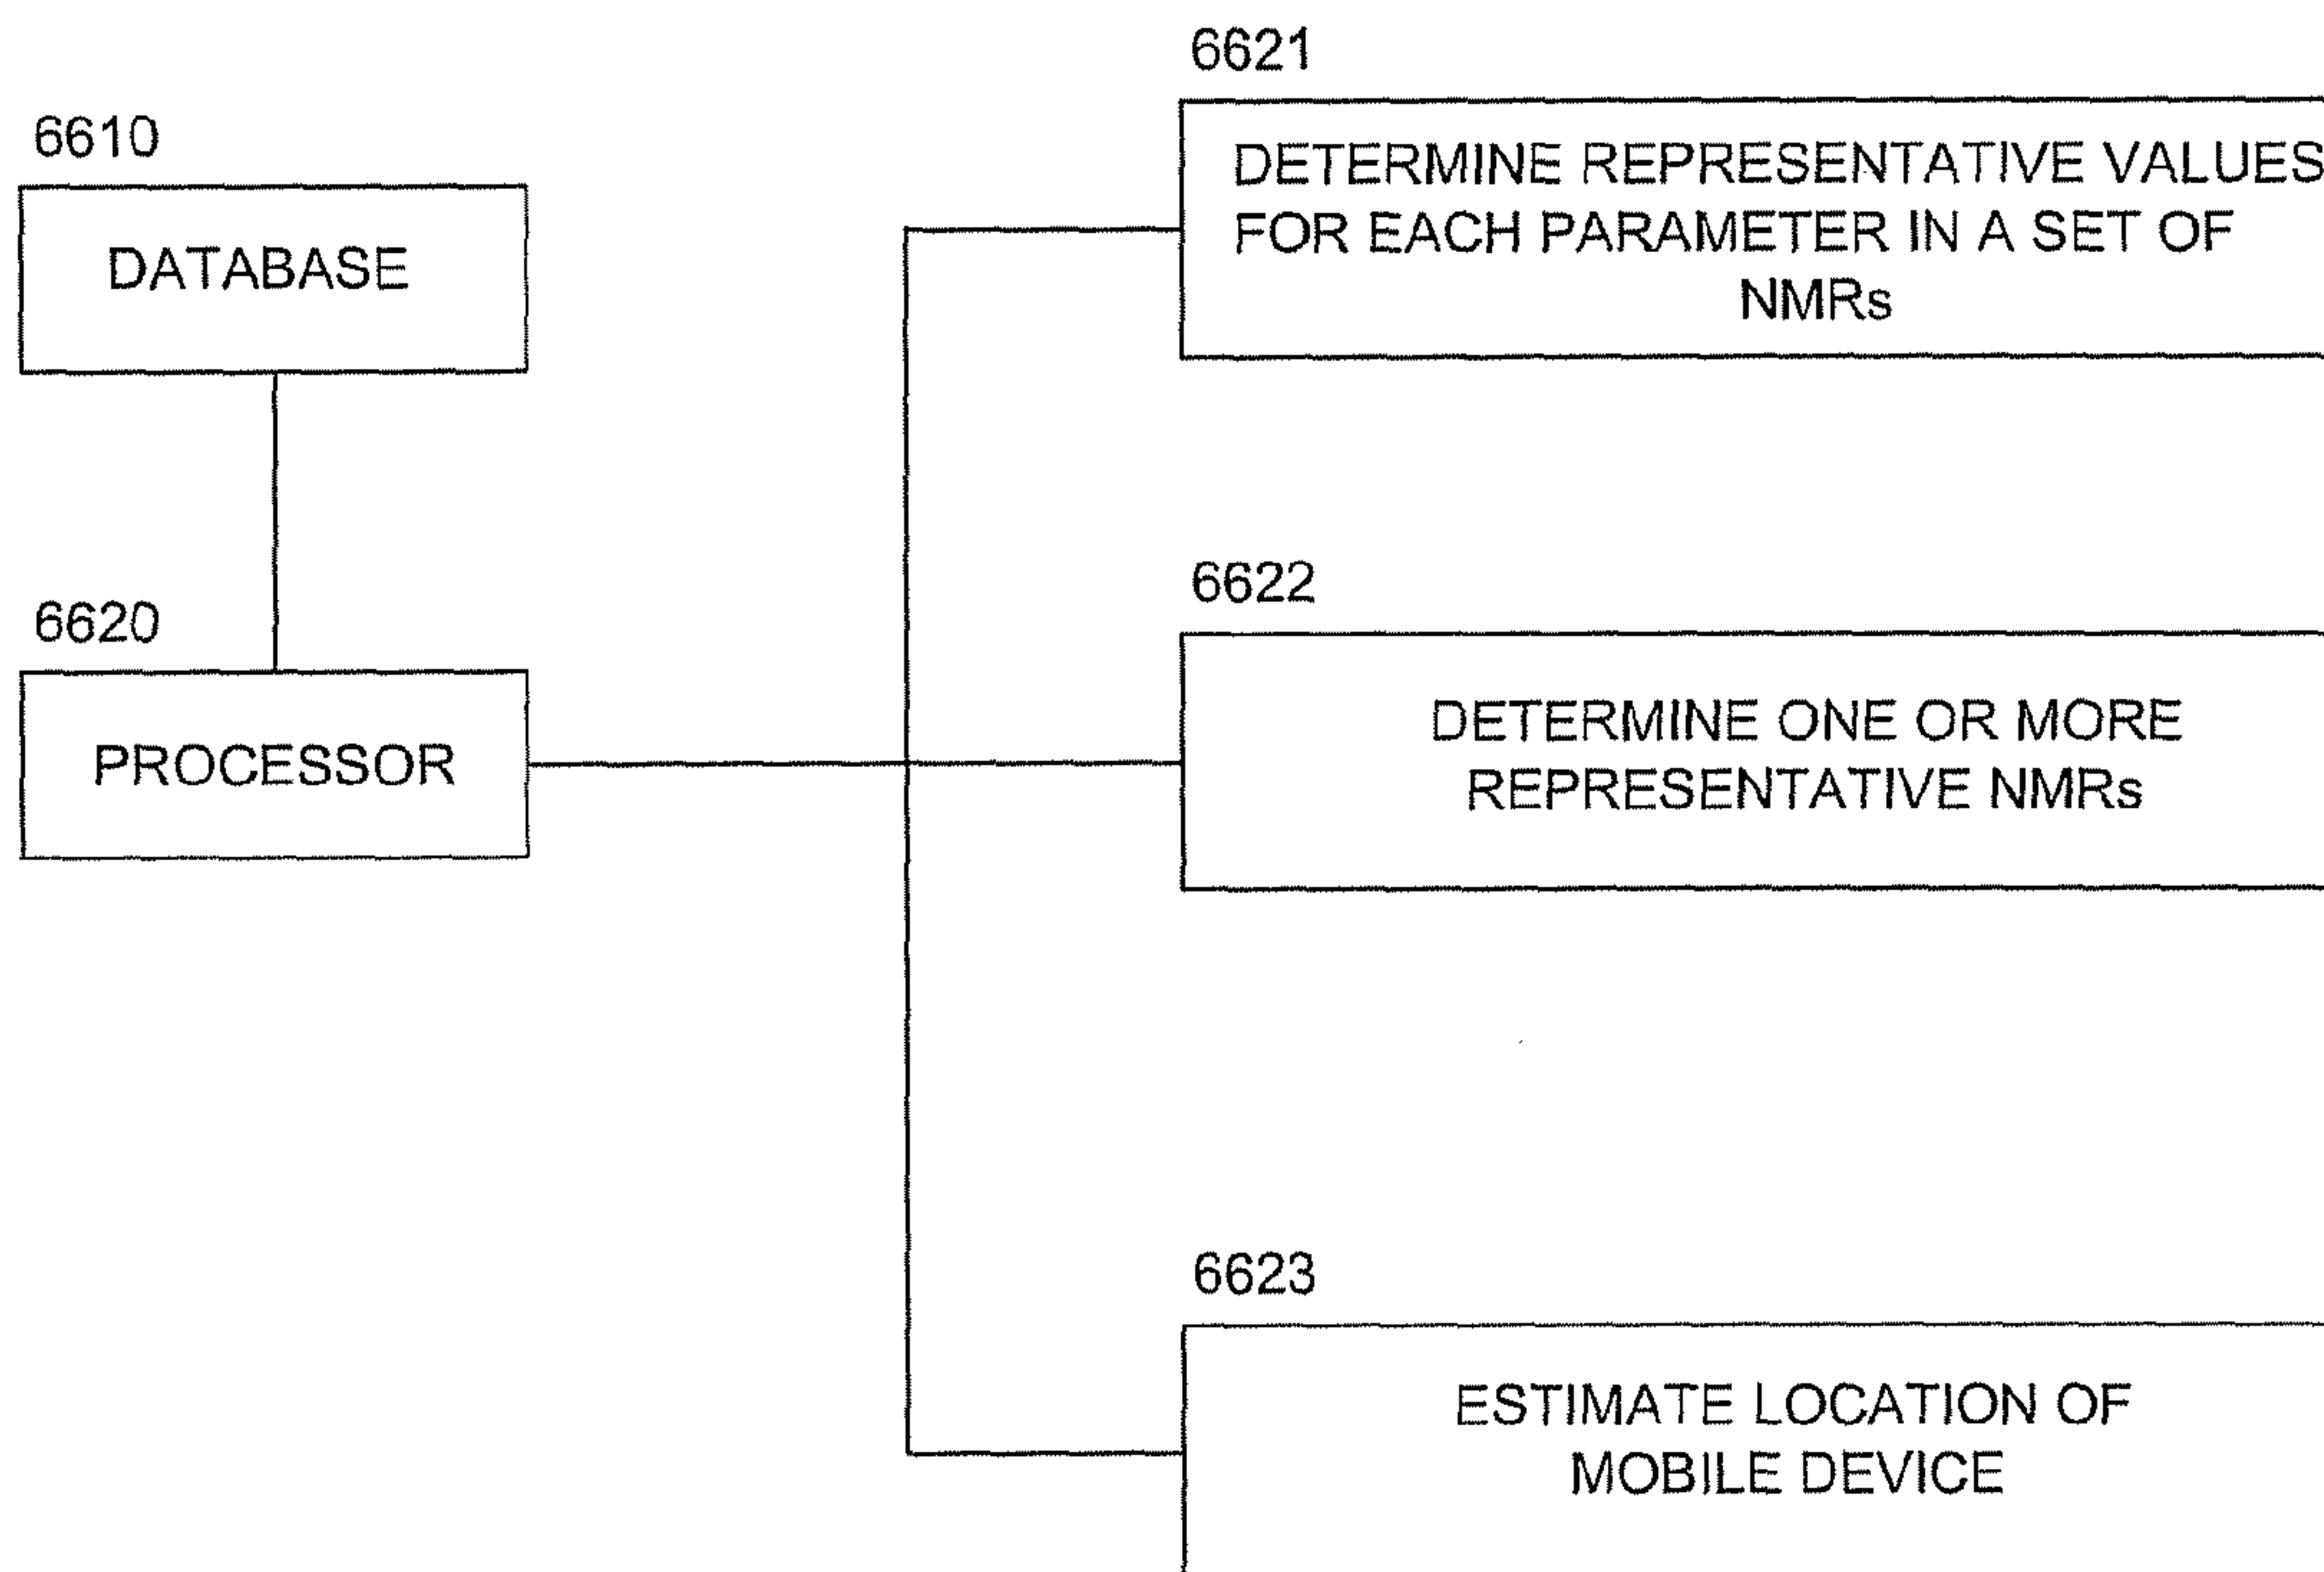 6621
6610
DETERMINE REPRESENTATIVE VALUES
FOR EACH PARAMETER IN A SET OF
NMRs
DATABASE
6622
6620
DETERMINE ONE OR MORE
REPRESENTATIVE NMRs
PROCESSOR
6623
ESTIMATE LOCATION OF
MOBILE DEVICE